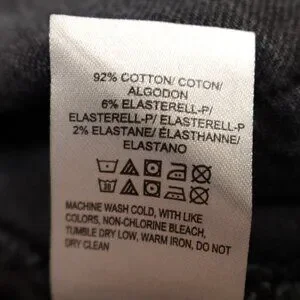 92% COTTON/ COTON/
ALGODON
6% ELASTERELL-P/
ELASTERELL-P/ ELASTERELL-P
2% ELASTANE/ ÉLASTHANNE/
ELASTANO
MACHINE WASH COLD, WITH LIKE
COLORS, NON-CHLORINE BLEACH,
TUMBLE DRY LOW, WARM IRON, DO NOT
DRY CLEAN